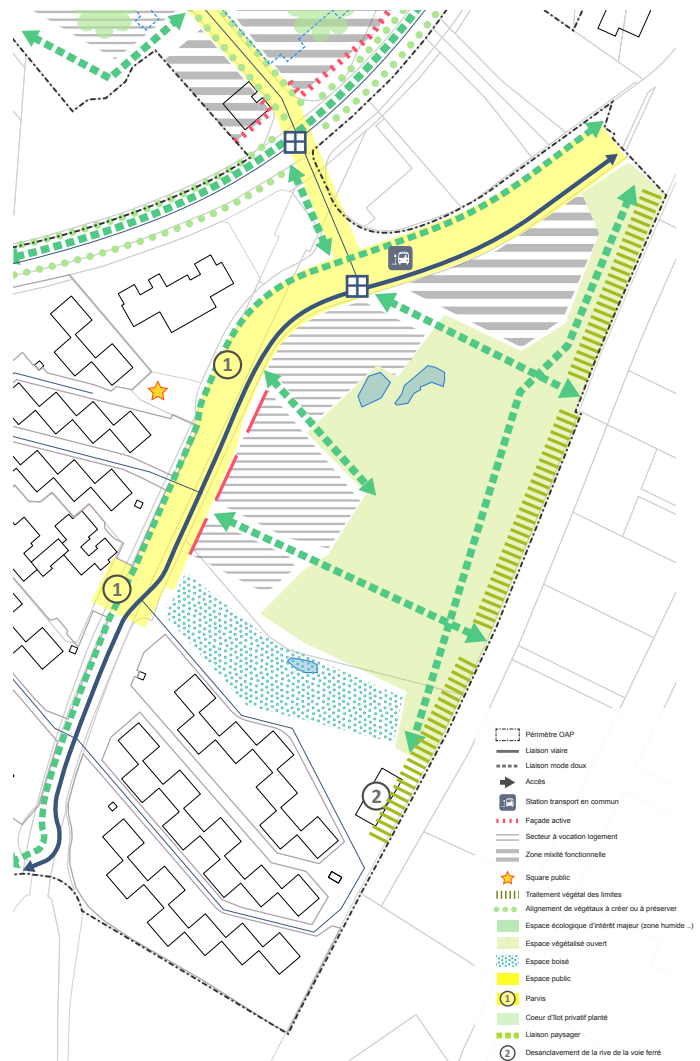 1
1
2
Périmètre OAP
Liaison viaire
Liaison mode doux
Accès
Station transport en commun
Façade active
Secteur à vocation logement
Zone mixité fonctionnelle
Square public
Traitement végétal des limites
Alignement de végétaux à créer ou à préserver
Espace écologique d'intérêt majeur (zone humide ..)
Espace végétalisé ouvert
Espace boisé
Espace public
1 Parvis
Coeur d'Ilot privatif planté
Liaison paysager
2 Desanclavement de la rive de la voie ferré